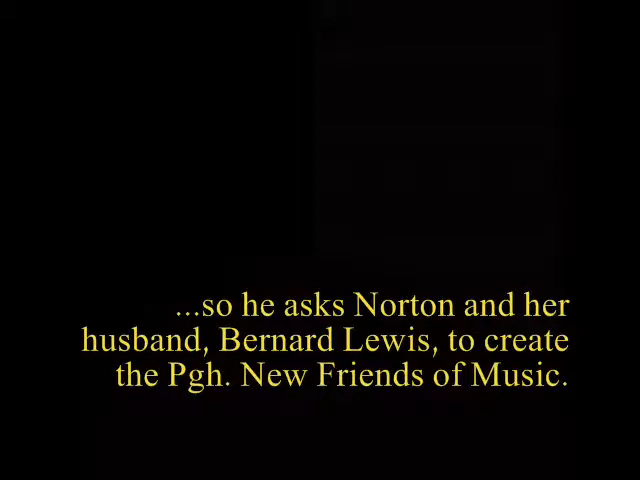 ...so he asks Norton and her
husband, Bernard Lewis, to create
the Pgh. New Friends of Music.